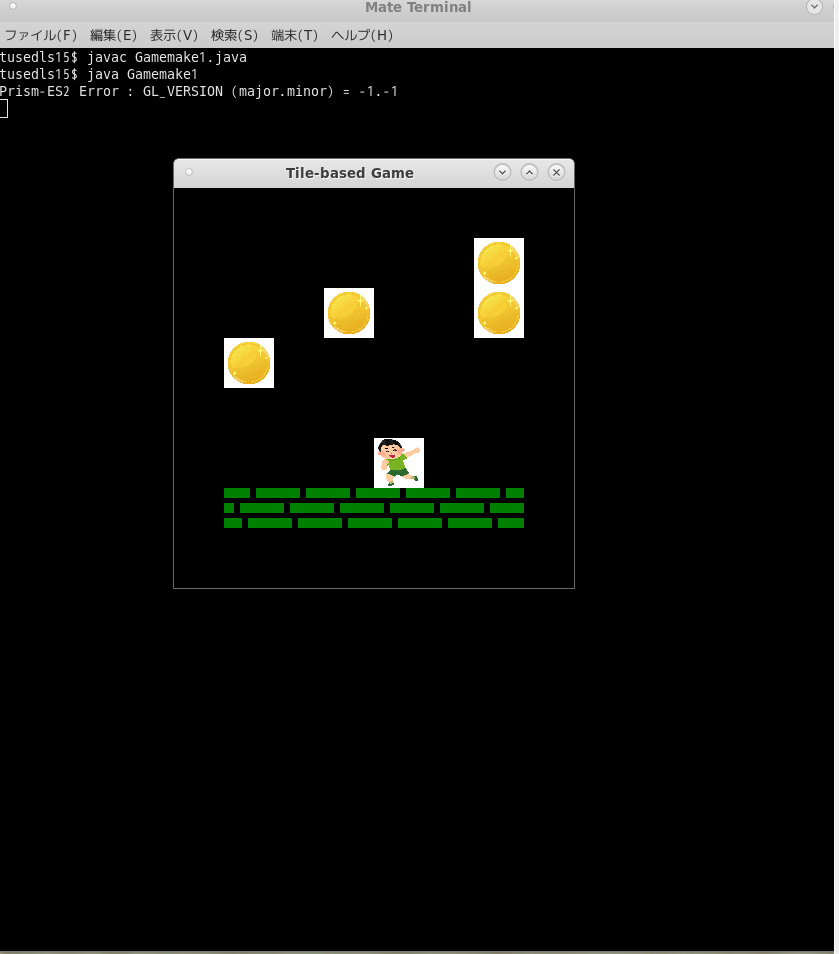 Mate Terminal
ファイル(F) 編集(E) 表示(V) 検索(S) 端末(T) ヘルプ(H)
tusedls15$ javac Gamemake1.java
tusedls15$ java Gamemake1
Prism-ES2 Error : GL_VERSION (major.minor) = -1.-1
Tile-based Game